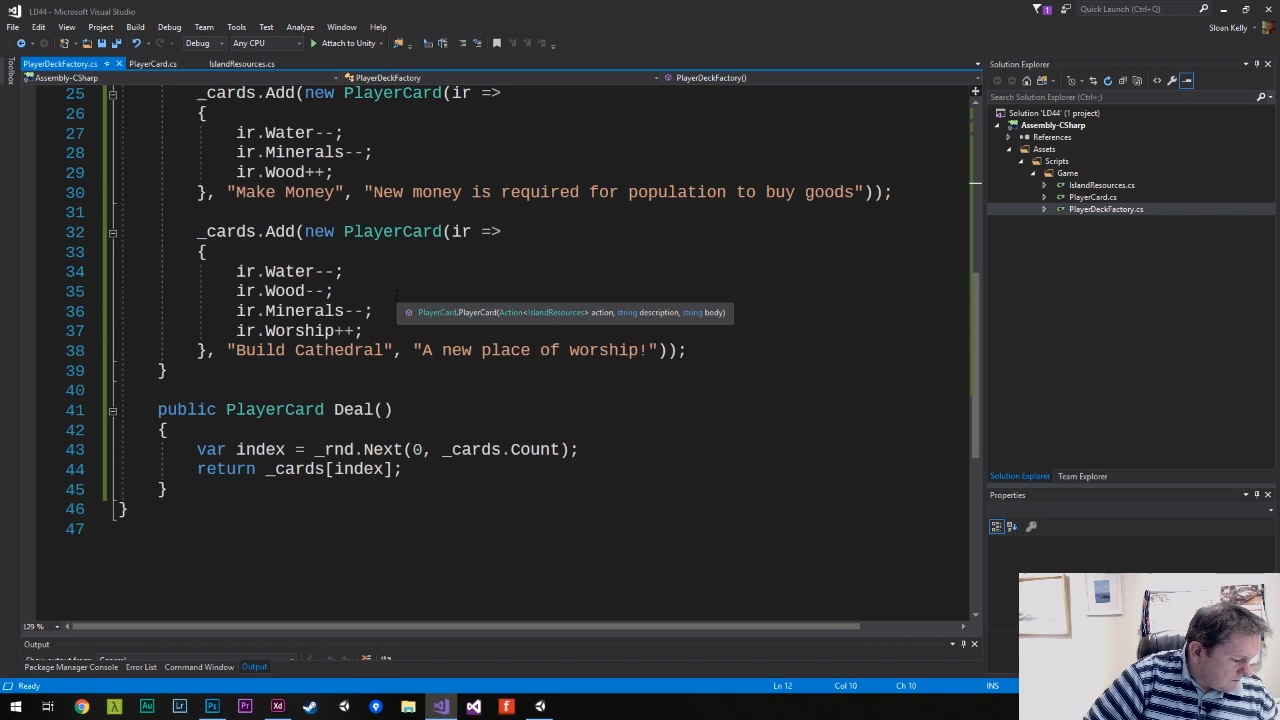 LD44 - Microsoft Visual Studio
1
Quick Launch (Ctrl+Q)
File Edit View Project Build Debug Team Tools Test Analyze Window Help
Sloan Kelly
Debug Any CPU Attach to Unity
Toolbox
PlayerDeckFactory.cs PlayerCard.cs IslandResources.cs
Assembly-CSharp PlayerDeckFactory PlayerDeckFactory()
25 _cards.Add(new PlayerCard(ir =>
26 {
27 ir.Water--;
28 ir.Minerals--;
29 ir.Wood++;
30 }, "Make Money", "New money is required for population to buy goods"));
31
32 _cards.Add(new PlayerCard(ir =>
33 {
34 ir.Water--;
35 ir.Wood--;
36 ir.Minerals--;
PlayerCard.PlayerCard(Action<IslandResources> action, string description, string body)
37 ir.Worship++;
38 }, "Build Cathedral", "A new place of worship!"));
39 }
40
41 public PlayerCard Deal()
42 {
43 var index = _rnd.Next(0, _cards.Count);
44 return _cards[index];
45 }
46 }
47
129 %
Output
Show output from: General
Package Manager Console Error List Command Window Output
Ready Ln 12 Col 10 Ch 10 INS
Solution Explorer
Search Solution Explorer (Ctrl+;)
Solution 'LD44' (1 project)
Assembly-CSharp
References
Assets
Scripts
Game
IslandResources.cs
PlayerCard.cs
PlayerDeckFactory.cs
Solution Explorer Team Explorer
Properties